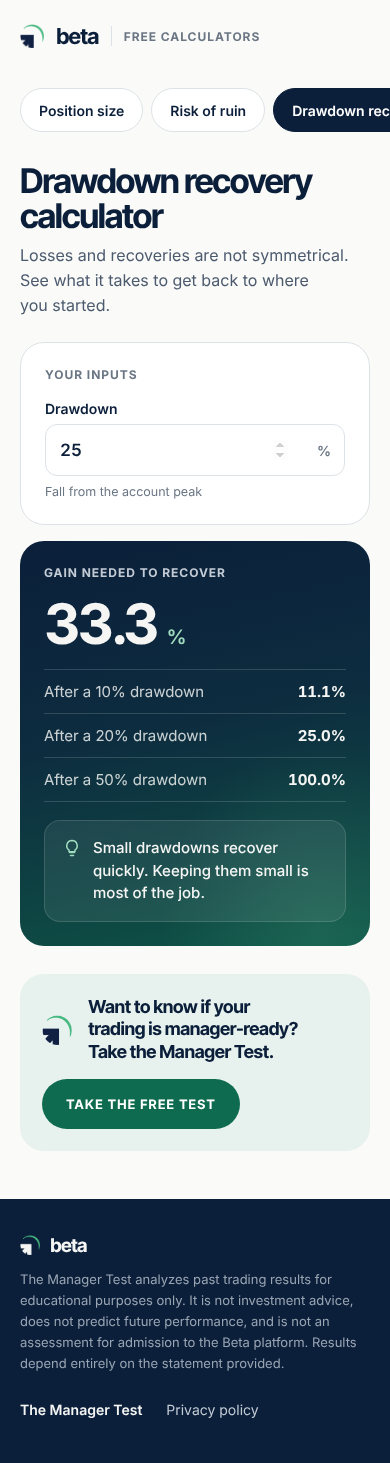 beta FREE CALCULATORS
Position size Risk of ruin Drawdown rec
Drawdown recovery
calculator
Losses and recoveries are not symmetrical.
See what it takes to get back to where
you started.
YOUR INPUTS
Drawdown
25 %
Fall from the account peak
GAIN NEEDED TO RECOVER
33.3 %
After a 10% drawdown 11.1%
After a 20% drawdown 25.0%
After a 50% drawdown 100.0%
Small drawdowns recover
quickly. Keeping them small is
most of the job.
Want to know if your
trading is manager-ready?
Take the Manager Test.
TAKE THE FREE TEST
beta
The Manager Test analyzes past trading results for
educational purposes only. It is not investment advice,
does not predict future performance, and is not an
assessment for admission to the Beta platform. Results
depend entirely on the statement provided.
The Manager Test Privacy policy